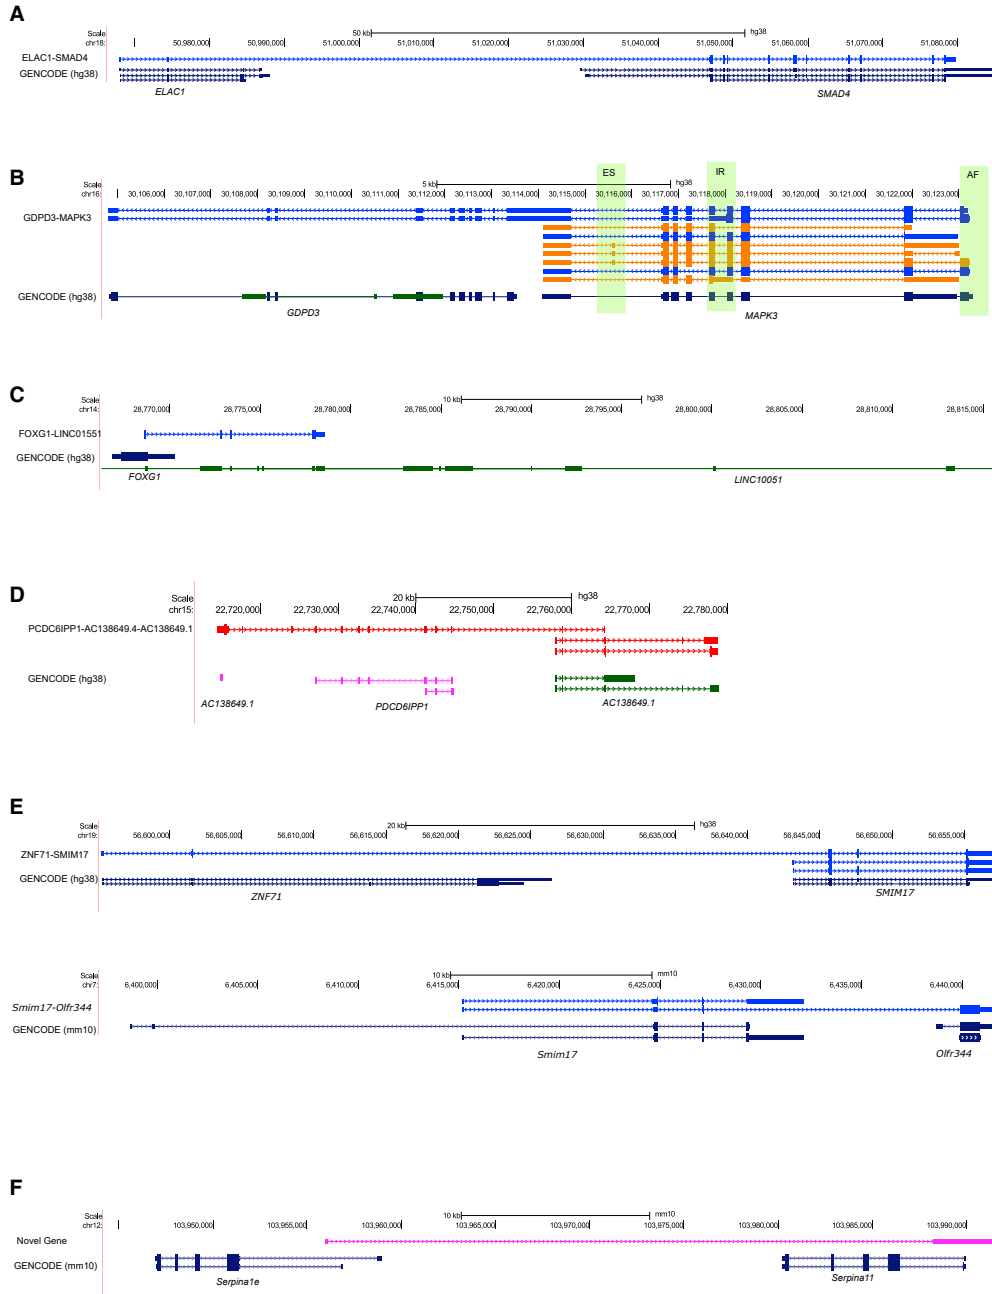 A
Scale
50 kb
hg38
chr18:
50,980,000
50,990,000
51,000,000
51,010,000
51,020,000
51,030,000
51,040,000
51,050,000
51,060,000
51,070,000
51,080,000
ELAC1-SMAD4
GENCODE (hg38)
ELAC1
SMAD4
B
ES
IR
AF
Scale
5 kb
hg38
chr16:
30,106,000
30,107,000
30,108,000
30,109,000
30,110,000
30,111,000
30,112,000
30,113,000
30,114,000
30,115,000
30,116,000
30,117,000
30,118,000
30,119,000
30,120,000
30,121,000
30,122,000
30,123,000
GDPD3-MAPK3
GENCODE (hg38)
GDPD3
MAPK3
C
Scale
10 kb
hg38
chr14:
28,770,000
28,775,000
28,780,000
28,785,000
28,790,000
28,795,000
28,800,000
28,805,000
28,810,000
28,815,000
FOXG1-LINC01551
GENCODE (hg38)
FOXG1
LINC10051
D
Scale
20 kb
hg38
chr15:
22,720,000
22,730,000
22,740,000
22,750,000
22,760,000
22,770,000
22,780,000
PCDC6IPP1-AC138649.4-AC138649.1
GENCODE (hg38)
AC138649.1
PDCD6IPP1
AC138649.1
E
Scale
20 kb
hg38
chr19:
56,600,000
56,605,000
56,610,000
56,615,000
56,620,000
56,625,000
56,630,000
56,635,000
56,640,000
56,645,000
56,650,000
56,655,000
ZNF71-SMIM17
GENCODE (hg38)
ZNF71
SMIM17
Scale
10 kb
mm10
chr7:
6,400,000
6,405,000
6,410,000
6,415,000
6,420,000
6,425,000
6,430,000
6,435,000
6,440,000
Smim17-Olfr344
GENCODE (mm10)
Smim17
Olfr344
F
Scale
10 kb
mm10
chr12:
103,950,000
103,955,000
103,960,000
103,965,000
103,970,000
103,975,000
103,980,000
103,985,000
103,990,000
Novel Gene
GENCODE (mm10)
Serpina1e
Serpina11